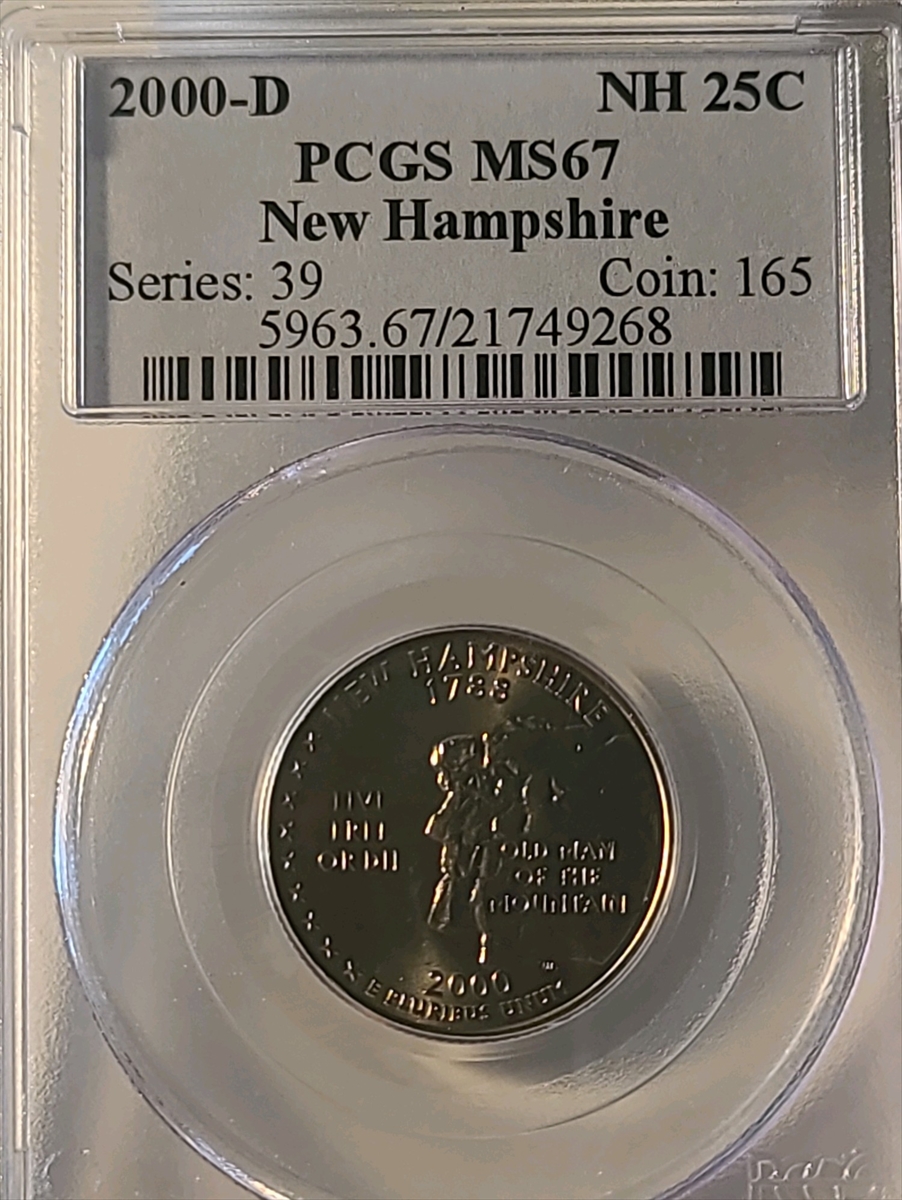 2000-D NH 25C
PCGS MS67
New Hampshire
Series: 39 Coin: 165
5963.67/21749268
NEW HAMPSHIRE
1788
LIVE
FREE
OR DIE
OLD MAN
OF THE
MOUNTAIN
2000
E PLURIBUS UNUM